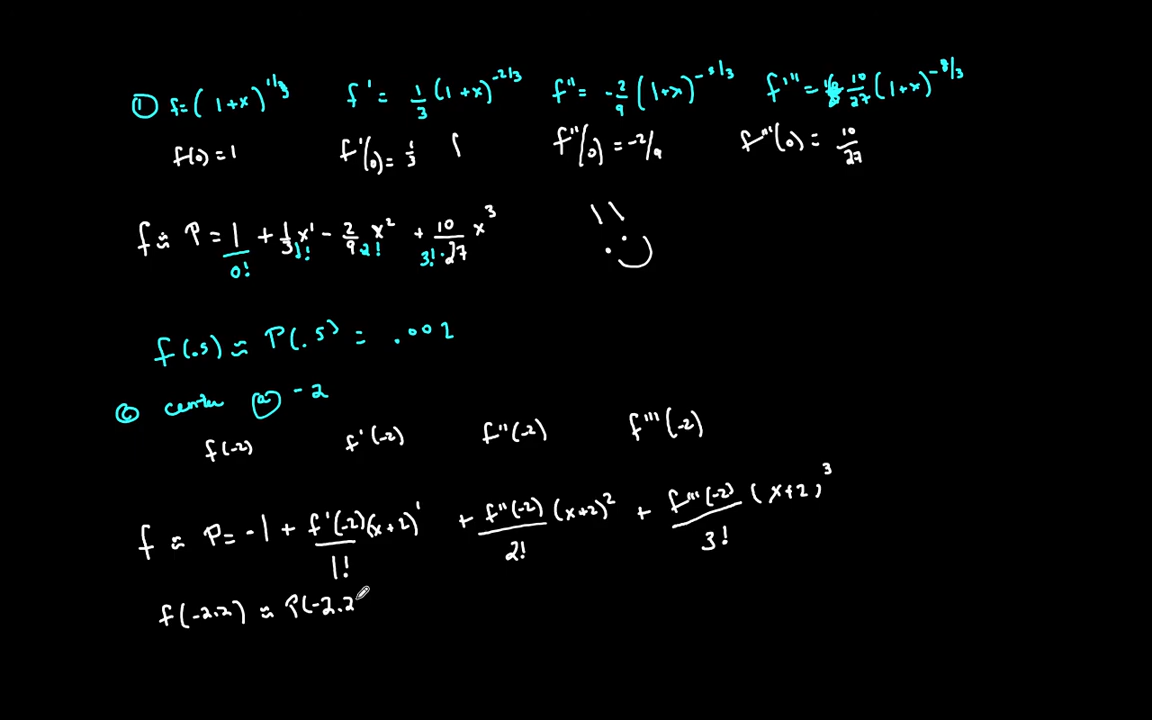 ① f = (1+x)^1/3 f' = 1/3 (1+x)^-2/3 f'' = -2/9 (1+x)^-5/3 f''' = 10/27 (1+x)^-8/3
f(0) = 1 f'(0) = 1/3 f''(0) = -2/9 f'''(0) = 10/27
f ≈ P = 1/0! + 1/3·1! x^1 - 2/9·2! x^2 + 10/3!·27 x^3
f(.5) ≈ P(.5) = .002
② center @ -2
f(-2) f'(-2) f''(-2) f'''(-2)
f ≈ P = -1 + f'(-2)/1! (x+2)^1 + f''(-2)/2! (x+2)^2 + f'''(-2)/3! (x+2)^3
f(-2.2) ≈ P(-2.2